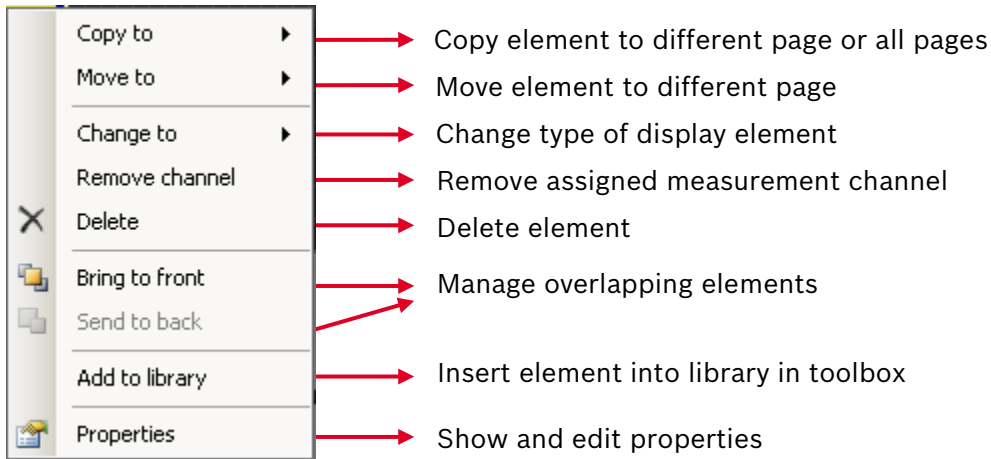 Copy to
Copy element to different page or all pages
Move to
Move element to different page
Change to
Change type of display element
Remove channel
Remove assigned measurement channel
Delete
Delete element
Bring to front
Manage overlapping elements
Send to back
Add to library
Insert element into library in toolbox
Properties
Show and edit properties